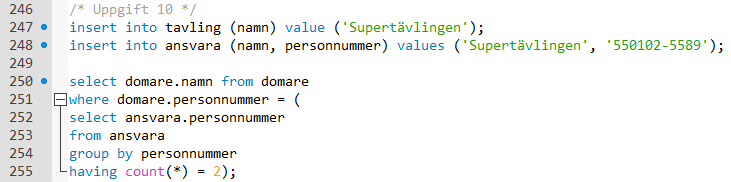 246 /* Uppgift 10 */
247 insert into tavling (namn) value ('Supertävlingen');
248 insert into ansvara (namn, personnummer) values ('Supertävlingen', '550102-5589');
249
250 select domare.namn from domare
251 where domare.personnummer = (
252 select ansvara.personnummer
253 from ansvara
254 group by personnummer
255 having count(*) = 2);